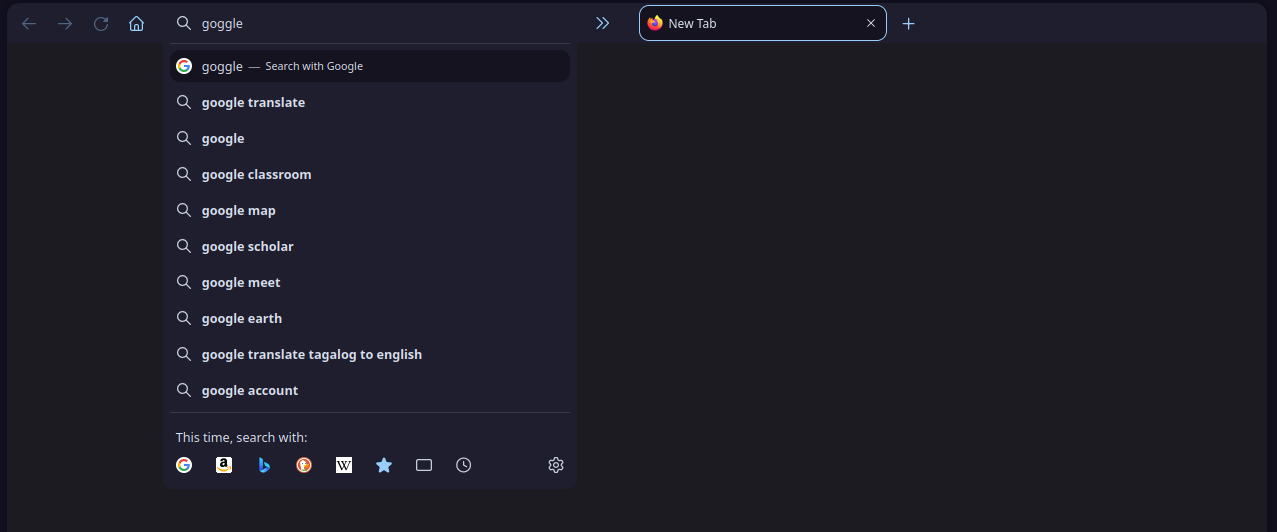 goggle
New Tab
goggle — Search with Google
google translate
google
google classroom
google map
google scholar
google meet
google earth
google translate tagalog to english
google account
This time, search with: